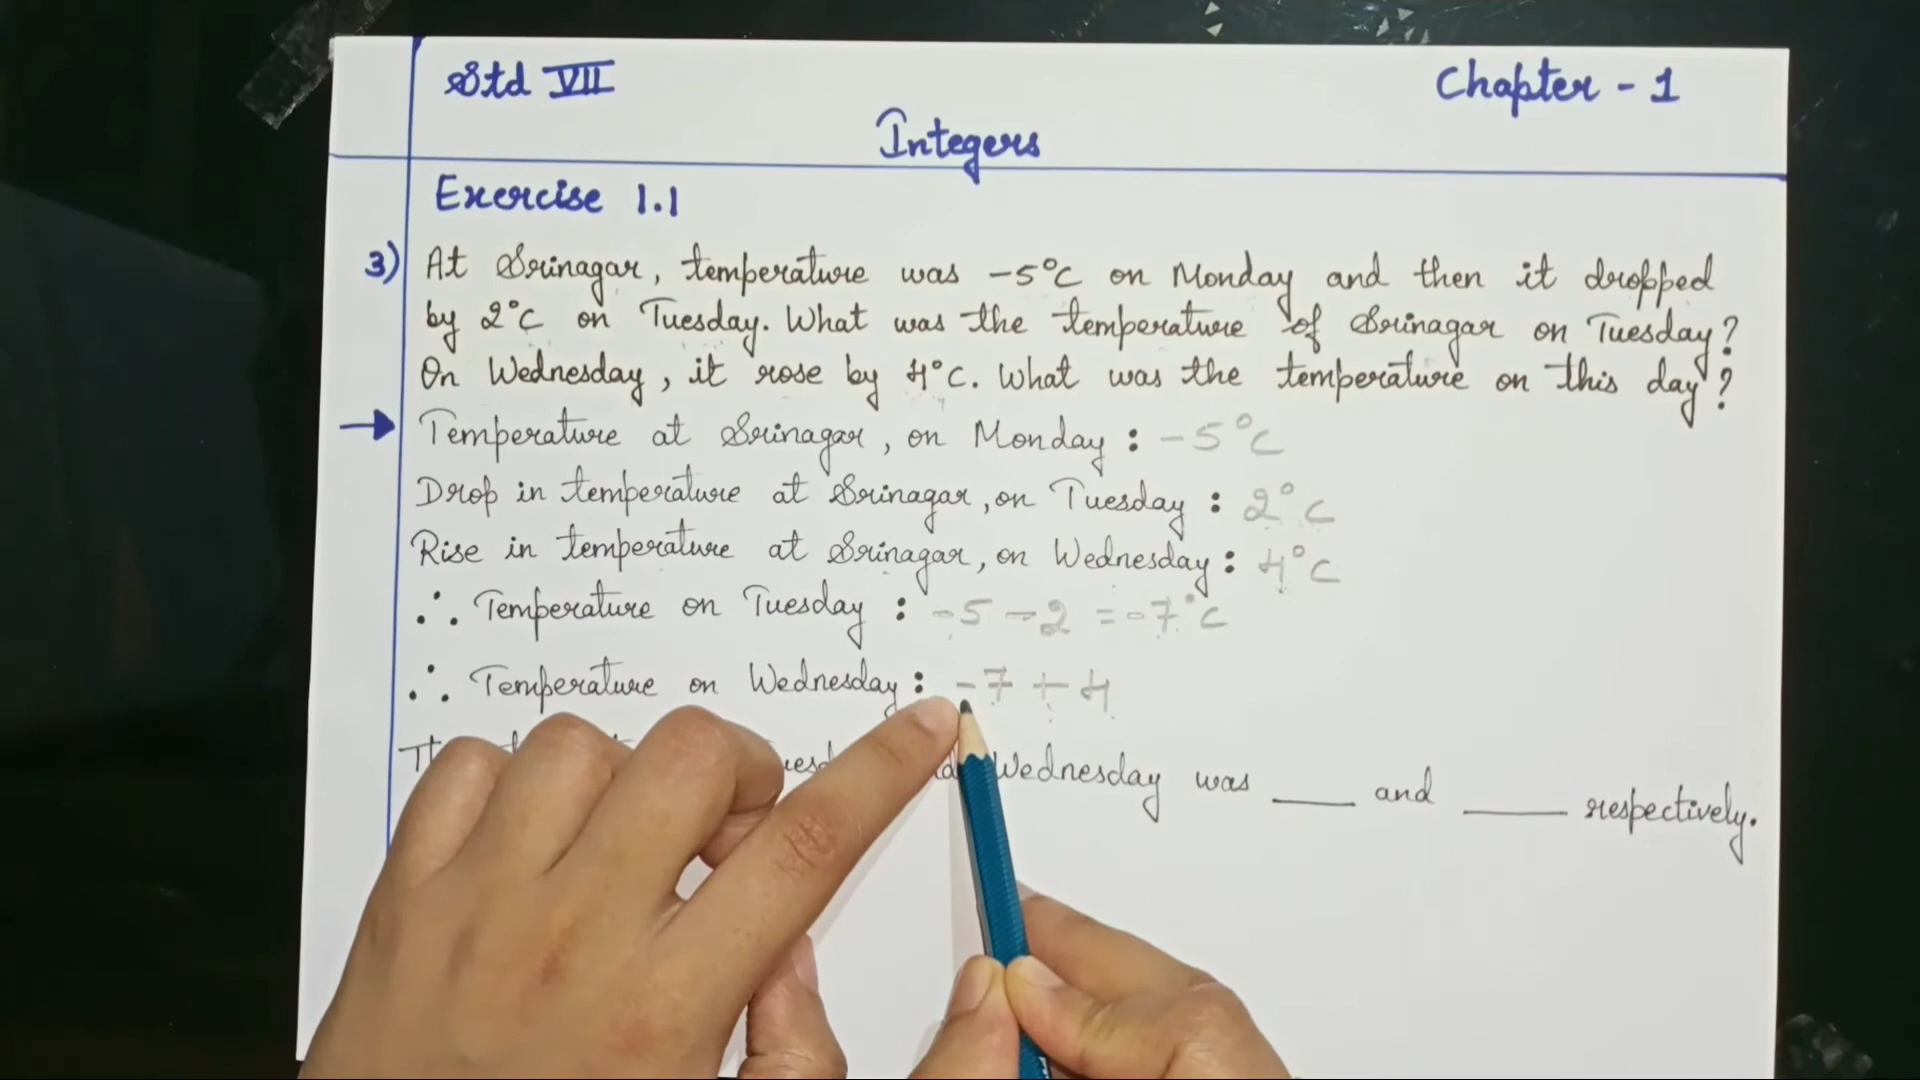 Std VII
Chapter - 1
Integers
Exercise 1.1
3) At Srinagar, temperature was -5°C on Monday and then it dropped
by 2°C on Tuesday. What was the temperature of Srinagar on Tuesday?
On Wednesday, it rose by 4°C. What was the temperature on this day?
→ Temperature at Srinagar, on Monday : -5°C
Drop in temperature at Srinagar, on Tuesday : 2°C
Rise in temperature at Srinagar, on Wednesday : 4°C
∴ Temperature on Tuesday : -5 - 2 = -7°C
∴ Temperature on Wednesday : -7 + 4
Wednesday was ____ and ____ respectively.